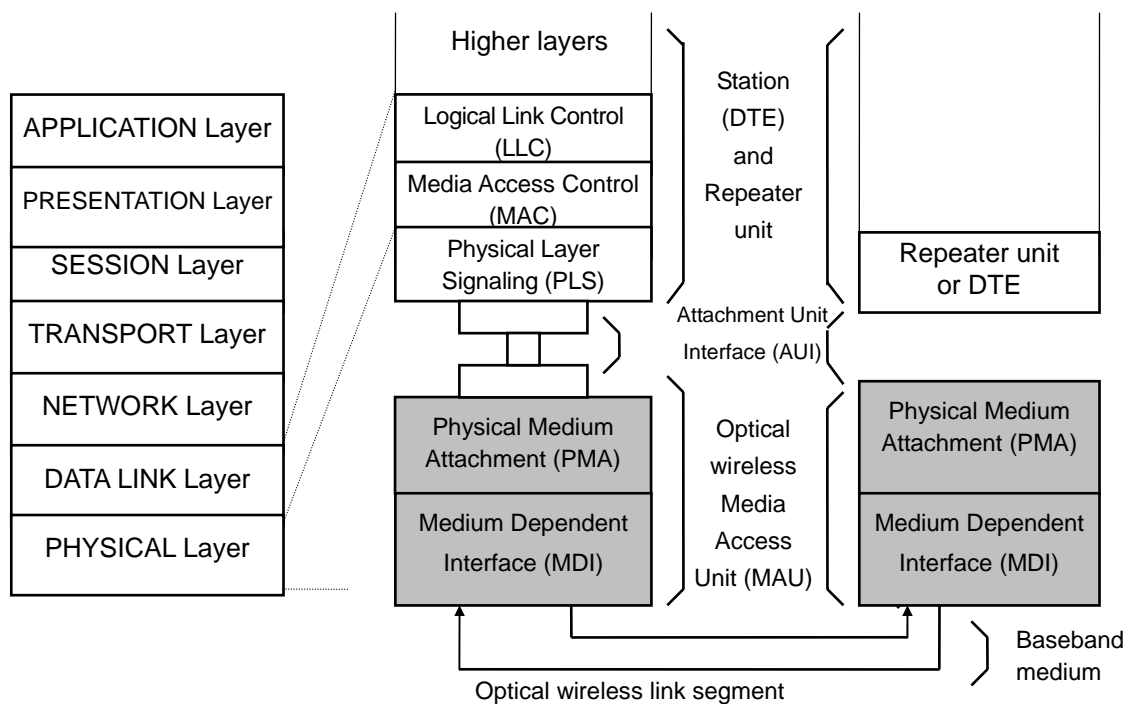 APPLICATION Layer
PRESENTATION Layer
SESSION Layer
TRANSPORT Layer
NETWORK Layer
DATA LINK Layer
PHYSICAL Layer
Higher layers
Logical Link Control
(LLC)
Media Access Control
(MAC)
Physical Layer
Signaling (PLS)
Physical Medium
Attachment (PMA)
Medium Dependent
Interface (MDI)
Station
(DTE)
and
Repeater
unit
Attachment Unit
Interface (AUI)
Optical
wireless
Media
Access
Unit (MAU)
Repeater unit
or DTE
Physical Medium
Attachment (PMA)
Medium Dependent
Interface (MDI)
Baseband
medium
Optical wireless link segment